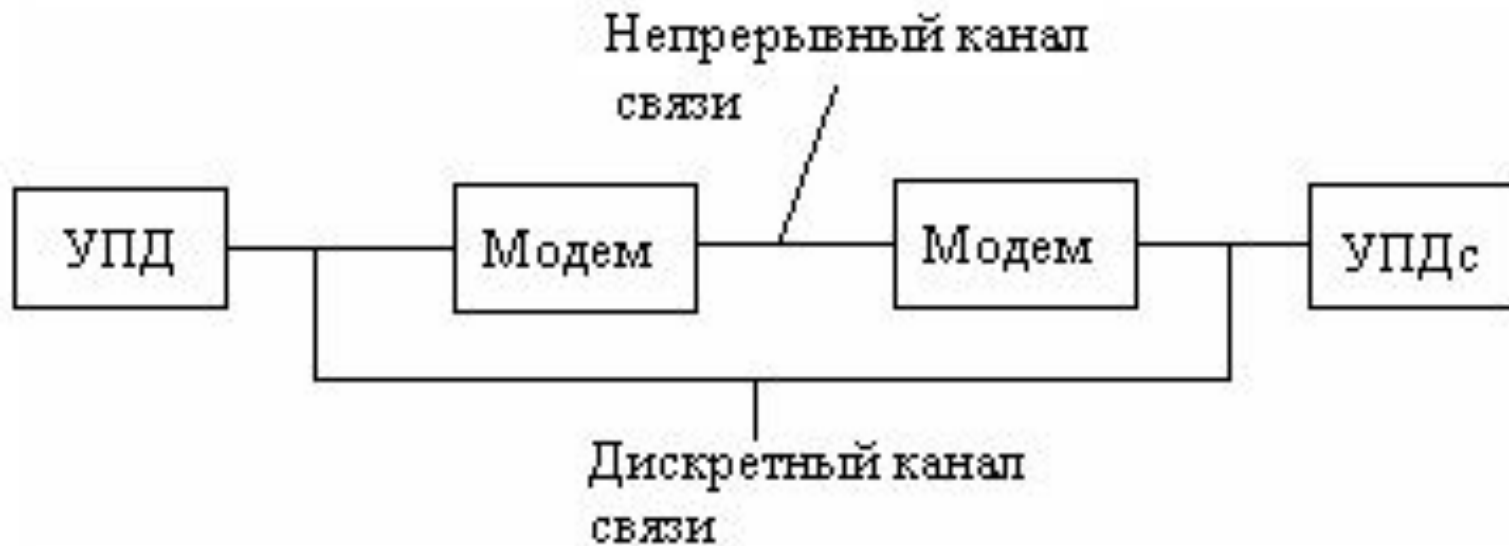 Непрерывный канал
связи
УПД
Модем
Модем
УПДс
Дискретный канал
связи